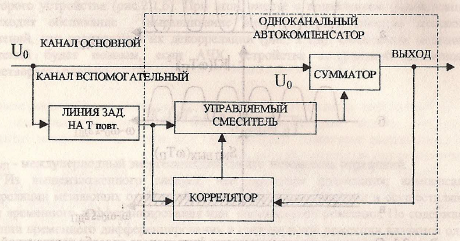 ОДНОКАНАЛЬНЫЙ
АВТОКОМПЕНСАТОР
U₀
КАНАЛ ОСНОВНОЙ
ВЫХОД
КАНАЛ ВСПОМОГАТЕЛЬНЫЙ
U₀
СУММАТОР
ЛИНИЯ ЗАД.
НА Т повт.
УПРАВЛЯЕМЫЙ
СМЕСИТЕЛЬ
КОРРЕЛЯТОР